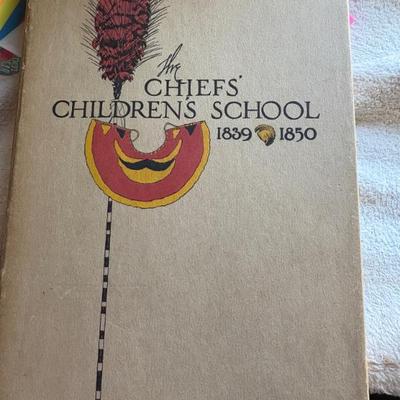 The
CHIEFS'
CHILDREN'S SCHOOL
1839 1850